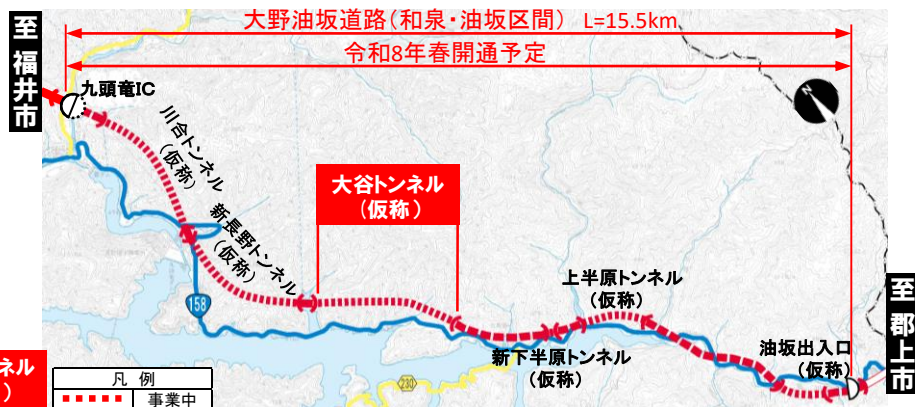 大野油坂道路(和泉・油坂区間) L=15.5km
令和8年春開通予定
至 福井市
九頭竜IC
川合トンネル
(仮称)
新長野トンネル
(仮称)
大谷トンネル
(仮称)
N
158
上半原トンネル
(仮称)
新下半原トンネル
(仮称)
油坂出入口
(仮称)
至 郡上市
230
ネル
)
凡 例
事業中